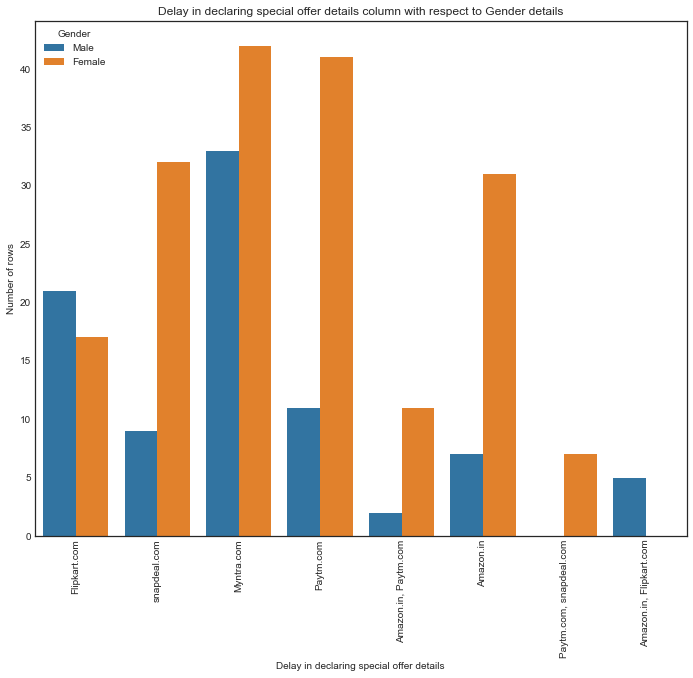 Delay in declaring special offer details column with respect to Gender details
Gender
Male
Female
40
35
30
25
20
15
10
5
0
Number of rows
Flipkart.com
snapdeal.com
Myntra.com
Paytm.com
Amazon.in, Paytm.com
Amazon.in
Paytm.com, snapdeal.com
Amazon.in, Flipkart.com
Delay in declaring special offer details